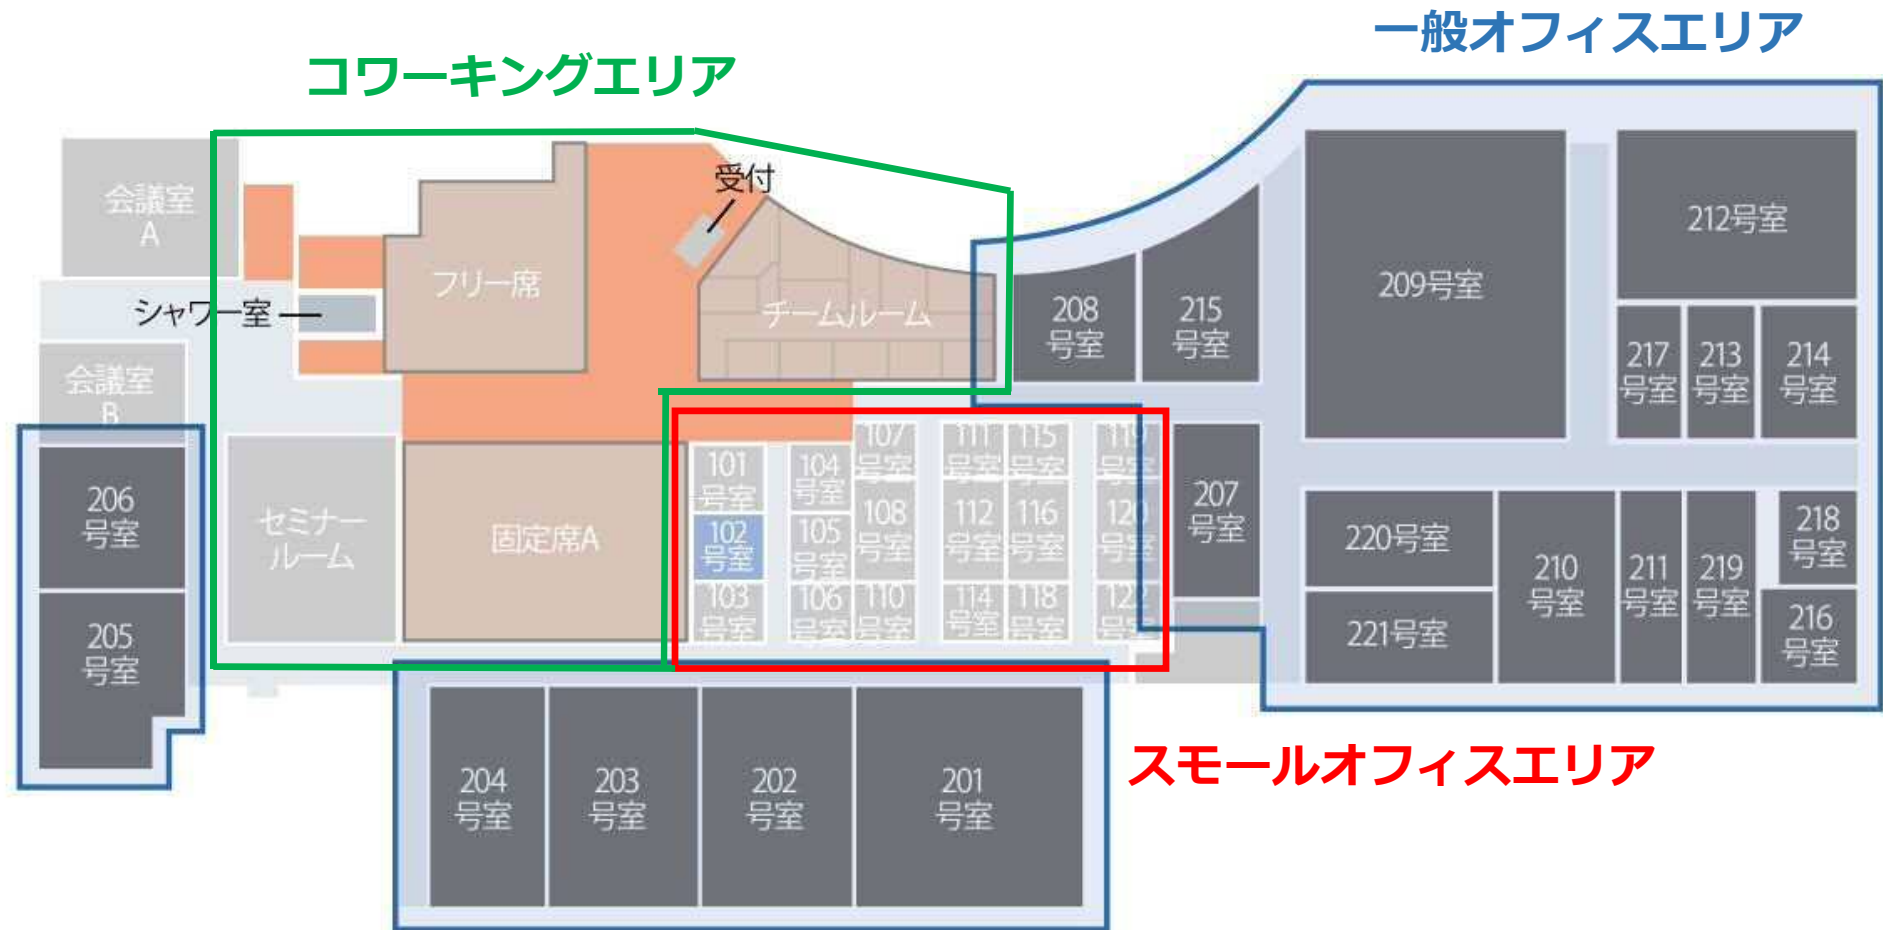 一般オフィスエリア
コワーキングエリア
会議室
A
受付
212号室
フリー席
209号室
シャワー室
チームルーム
208
号室
215
号室
217
号室
213
号室
214
号室
会議室
B
107
号室
111
号室
115
号室
119
号室
101
号室
104
号室
206
号室
セミナー
ルーム
固定席A
102
号室
105
号室
108
号室
112
号室
116
号室
120
号室
207
号室
220号室
210
号室
211
号室
219
号室
218
号室
103
号室
106
号室
110
号室
114
号室
118
号室
122
号室
205
号室
221号室
216
号室
スモールオフィスエリア
204
号室
203
号室
202
号室
201
号室